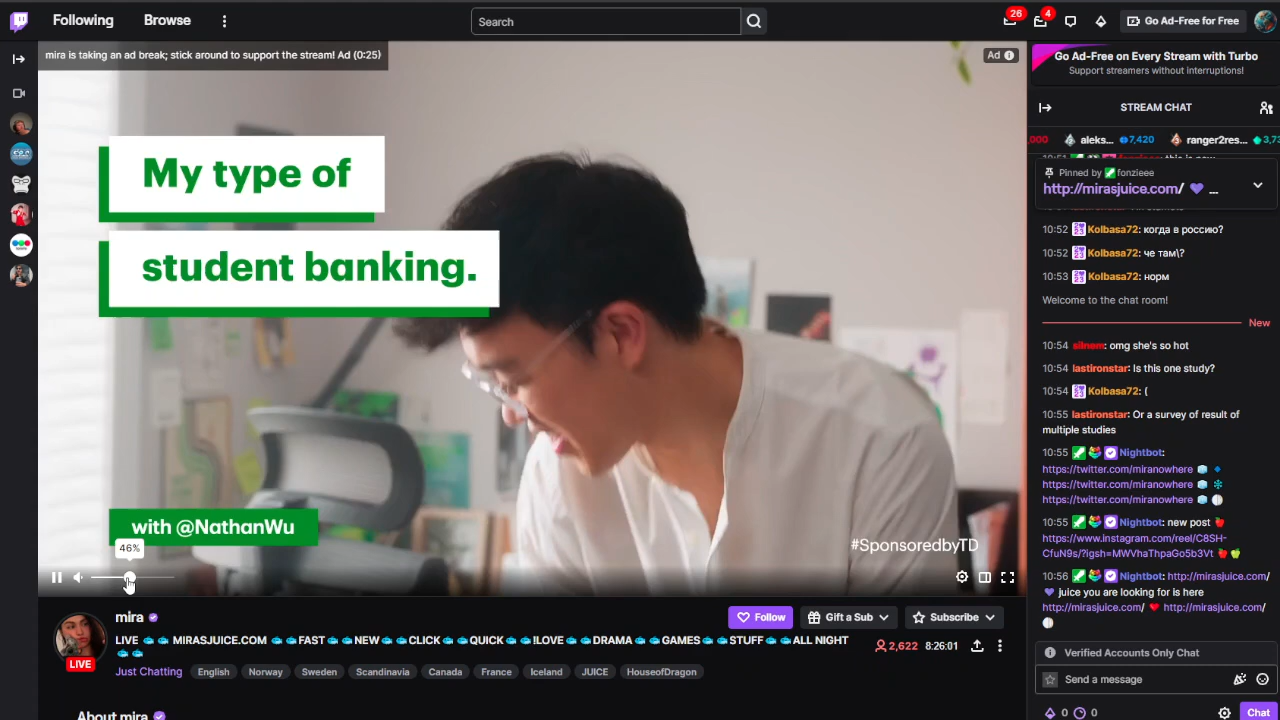 Following
Browse
Search
26
4
Go Ad-Free for Free
mira is taking an ad break; stick around to support the stream! Ad (0:25)
Ad
My type of
student banking.
with @NathanWu
#SponsoredbyTD
46%
mira
LIVE
Follow
Gift a Sub
Subscribe
LIVE 🐟 🐟 MIRASJUICE.COM 🐟 🐟FAST🐟 🐟NEW🐟 🐟CLICK🐟 🐟QUICK🐟 🐟!LOVE🐟 🐟DRAMA🐟 🐟GAMES🐟 🐟STUFF🐟 🐟ALL NIGHT
🐟 🐟
2,622
8:26:01
Just Chatting
English
Norway
Sweden
Scandinavia
Canada
France
Iceland
JUICE
HouseofDragon
About mira
Go Ad-Free on Every Stream with Turbo
Support streamers without interruptions!
STREAM CHAT
,000
aleks... 7,420
ranger2res... 3,73
Pinned by fonzieee
http://mirasjuice.com/ 💜 ...
10:52 Kolbasa72: когда в россию?
10:52 Kolbasa72: че там\?
10:53 Kolbasa72: норм
Welcome to the chat room!
New
10:54 silnem: omg she's so hot
10:54 lastironstar: Is this one study?
10:54 Kolbasa72: (
10:55 lastironstar: Or a survey of result of
multiple studies
10:55 Nightbot:
https://twitter.com/miranowhere 🧊 🔹
https://twitter.com/miranowhere 🧊 ❄
https://twitter.com/miranowhere 🧊
10:55 Nightbot: new post 🍎
https://www.instagram.com/reel/C8SH-
CfuN9s/?igsh=MWVhaThpaGo5b3Vt 🍎🍏
10:56 Nightbot: http://mirasjuice.com/
💜 juice you are looking for is here
http://mirasjuice.com/ ❤ http://mirasjuice.com/
Verified Accounts Only Chat
Send a message
0
0
Chat